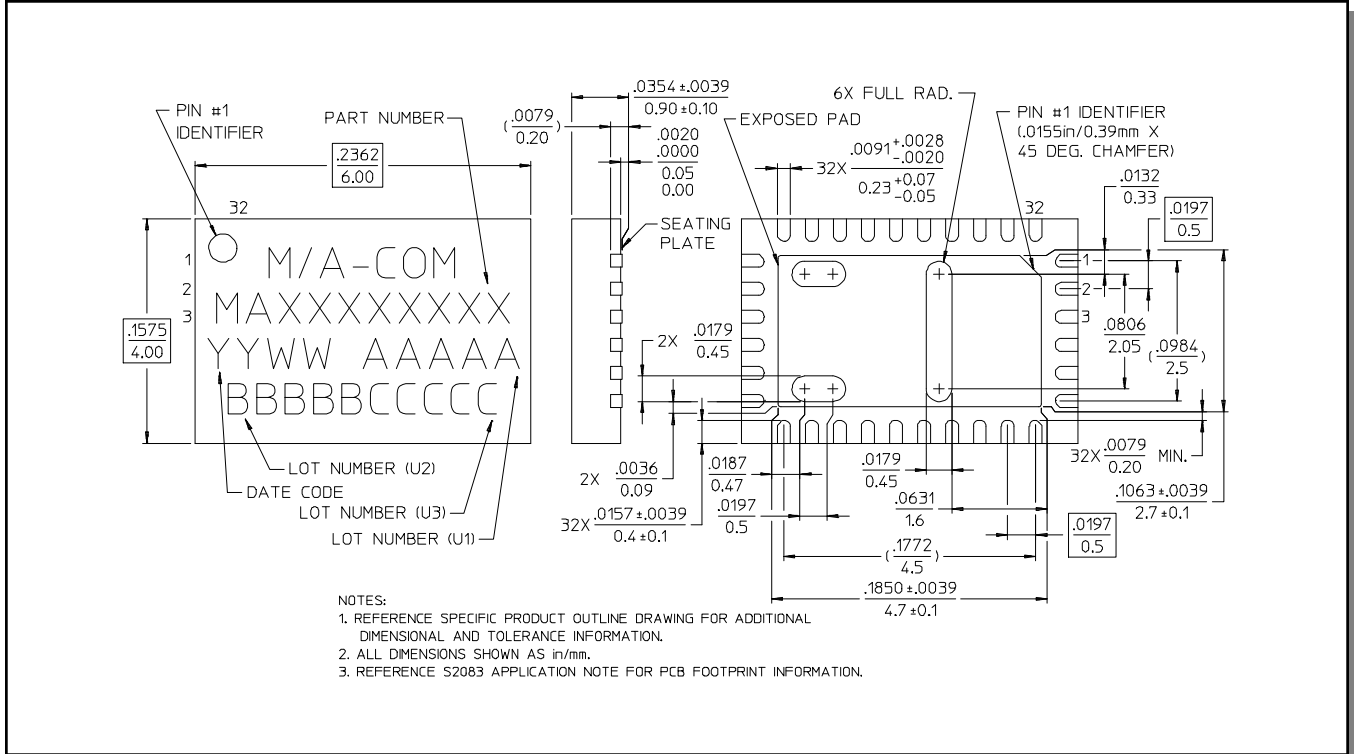 PIN #1
IDENTIFIER
PART NUMBER
.2362
6.00
32
1
2
3
.1575
4.00
M/A-COM
MAXXXXXXXXX
YYWW AAAAA
BBBBBCCCCC
LOT NUMBER (U2)
DATE CODE
LOT NUMBER (U3)
LOT NUMBER (U1)
.0354±.0039
0.90±0.10
(.0079
0.20)
.0020
.0000
0.05
0.00
SEATING
PLATE
EXPOSED PAD
6X FULL RAD.
PIN #1 IDENTIFIER
(.0155in/0.39mm X
45 DEG. CHAMFER)
32X .0091+.0028
-.0020
0.23+0.07
-0.05
.0132
0.33
.0197
0.5
32
1
2
3
2X .0179
0.45
.0806
2.05
(.0984
2.5)
2X .0036
0.09
32X .0157±.0039
0.4±0.1
.0187
0.47
.0197
0.5
.0179
0.45
.0631
1.6
32X .0079 MIN.
0.20
.1063±.0039
2.7±0.1
.0197
0.5
(.1772
4.5)
.1850±.0039
4.7±0.1
NOTES:
1. REFERENCE SPECIFIC PRODUCT OUTLINE DRAWING FOR ADDITIONAL
DIMENSIONAL AND TOLERANCE INFORMATION.
2. ALL DIMENSIONS SHOWN AS in/mm.
3. REFERENCE S2083 APPLICATION NOTE FOR PCB FOOTPRINT INFORMATION.